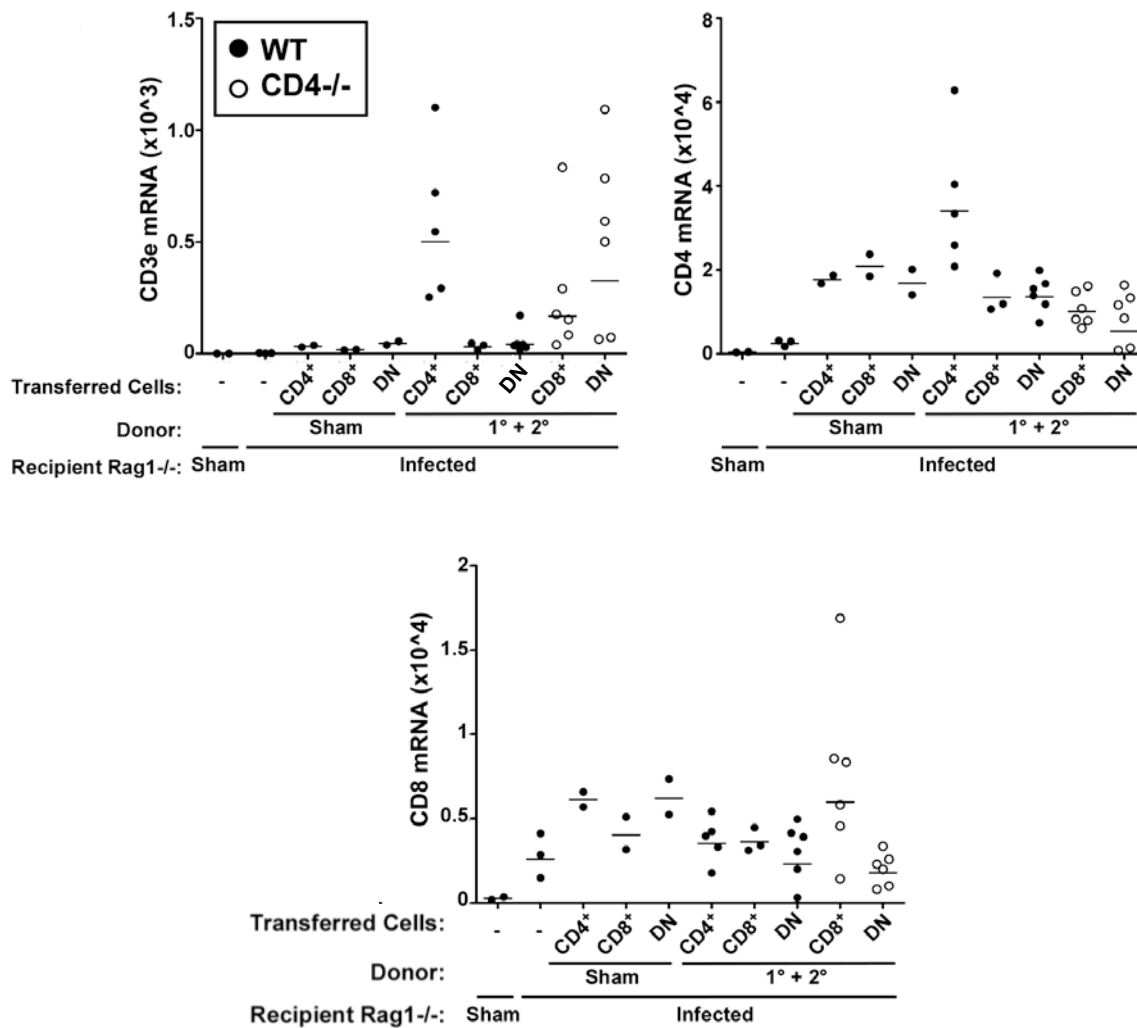 1.5
1.0
0.5
0
CD3e mRNA (x10^3)
WT
CD4-/-
Transferred Cells: - - CD4+ CD8+ DN CD4+ CD8+ DN CD8+ DN
Donor: Sham 1° + 2°
Recipient Rag1-/-: Sham Infected
8
6
4
2
0
CD4 mRNA (x10^4)
- - CD4+ CD8+ DN CD4+ CD8+ DN CD8+ DN
Sham 1° + 2°
Sham Infected
2
1.5
1
0.5
0
CD8 mRNA (x10^4)
Transferred Cells: - - CD4+ CD8+ DN CD4+ CD8+ DN CD8+ DN
Donor: Sham 1° + 2°
Recipient Rag1-/-: Sham Infected